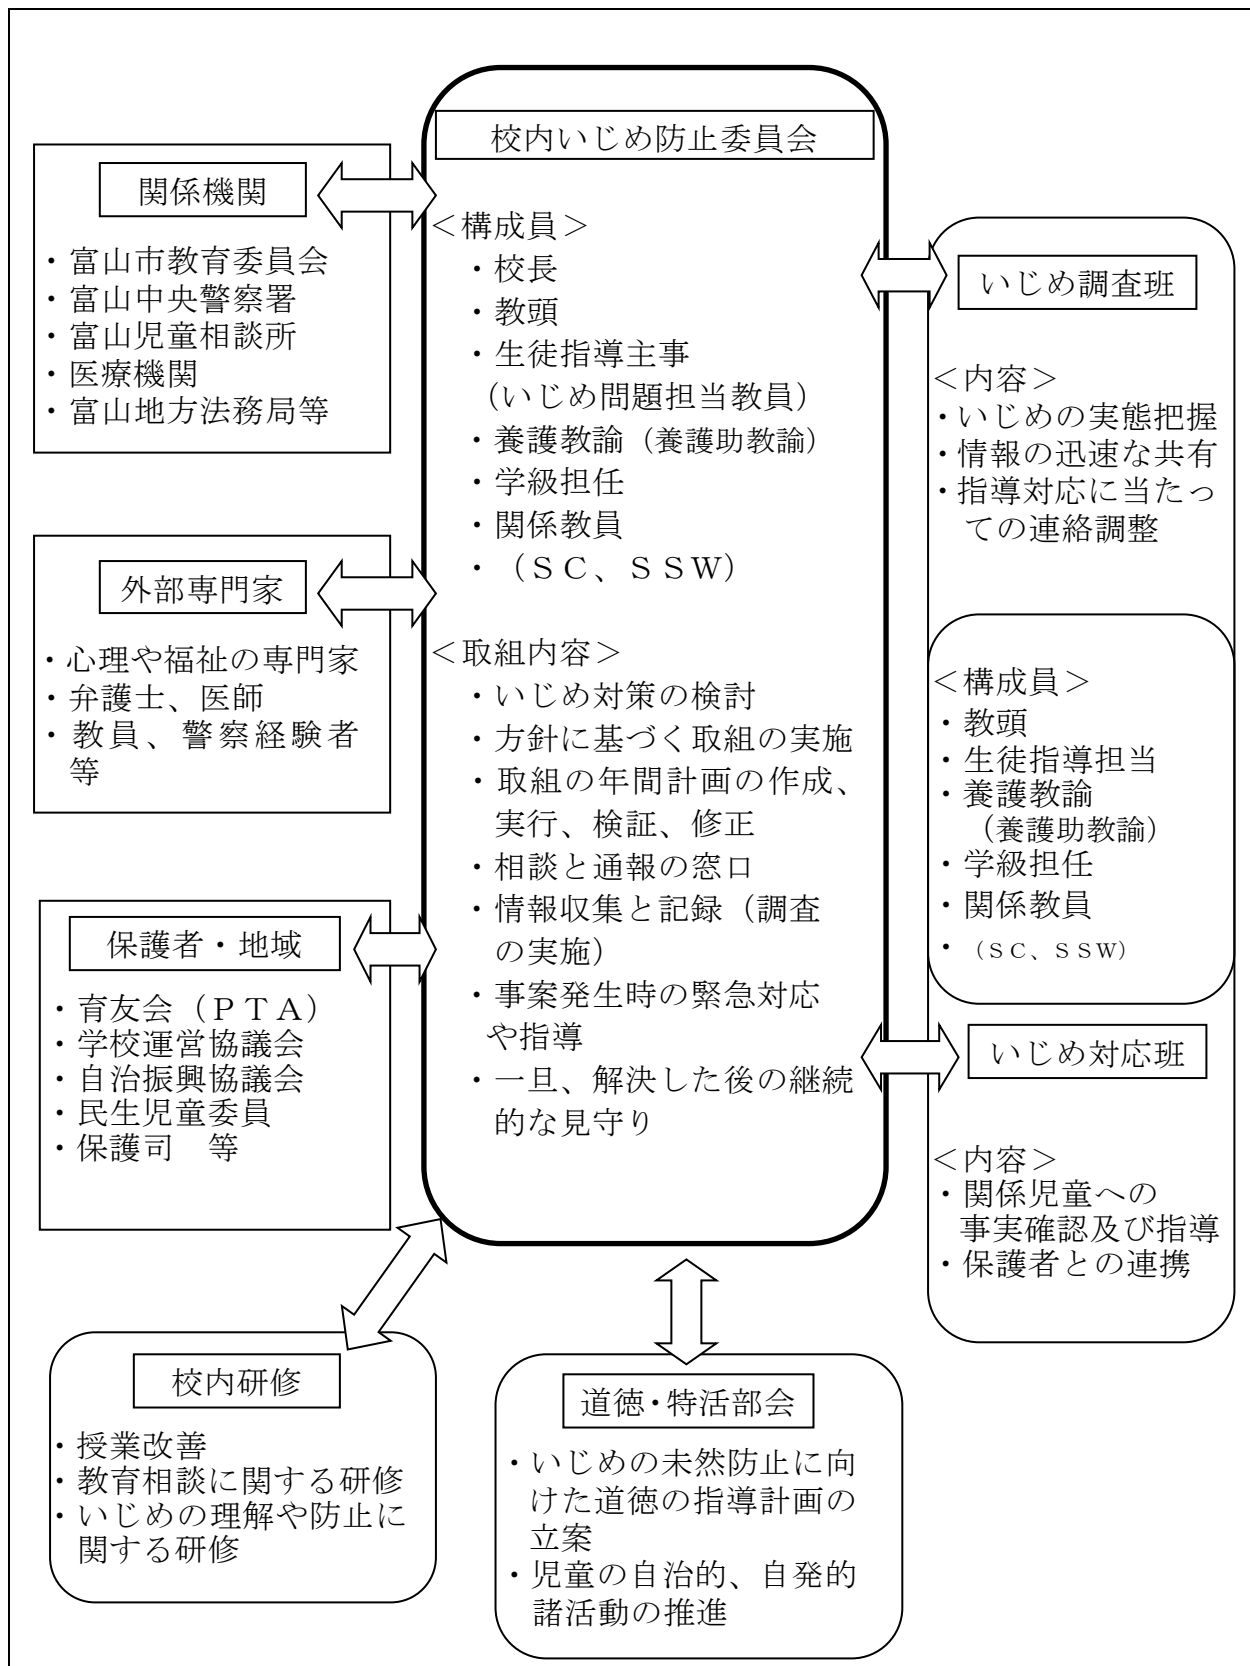 校内いじめ防止委員会
＜構成員＞
・校長
・教頭
・生徒指導主事
（いじめ問題担当教員）
・養護教諭（養護助教諭）
・学級担任
・関係教員
・（ＳＣ、ＳＳＷ）
＜取組内容＞
・いじめ対策の検討
・方針に基づく取組の実施
・取組の年間計画の作成、
実行、検証、修正
・相談と通報の窓口
・情報収集と記録（調査
の実施）
・事案発生時の緊急対応
や指導
・一旦、解決した後の継続
的な見守り
関係機関
・富山市教育委員会
・富山中央警察署
・富山児童相談所
・医療機関
・富山地方法務局等
外部専門家
・心理や福祉の専門家
・弁護士、医師
・教員、警察経験者
等
保護者・地域
・育友会（ＰＴＡ）
・学校運営協議会
・自治振興協議会
・民生児童委員
・保護司　等
いじめ調査班
＜内容＞
・いじめの実態把握
・情報の迅速な共有
・指導対応に当たっ
ての連絡調整
＜構成員＞
・教頭
・生徒指導担当
・養護教諭
（養護助教諭）
・学級担任
・関係教員
・（ＳＣ、ＳＳＷ）
いじめ対応班
＜内容＞
・関係児童への
事実確認及び指導
・保護者との連携
校内研修
・授業改善
・教育相談に関する研修
・いじめの理解や防止に
関する研修
道徳・特活部会
・いじめの未然防止に向
けた道徳の指導計画の
立案
・児童の自治的、自発的
諸活動の推進